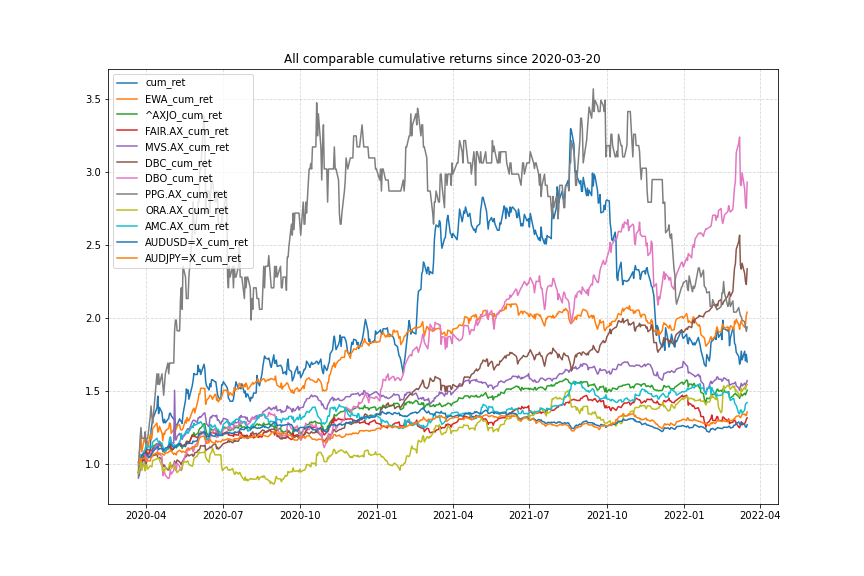 All comparable cumulative returns since 2020-03-20
cum_ret
EWA_cum_ret
^AXJO_cum_ret
FAIR.AX_cum_ret
MVS.AX_cum_ret
DBC_cum_ret
DBO_cum_ret
PPG.AX_cum_ret
ORA.AX_cum_ret
AMC.AX_cum_ret
AUDUSD=X_cum_ret
AUDJPY=X_cum_ret
3.5
3.0
2.5
2.0
1.5
1.0
2020-04 2020-07 2020-10 2021-01 2021-04 2021-07 2021-10 2022-01 2022-04